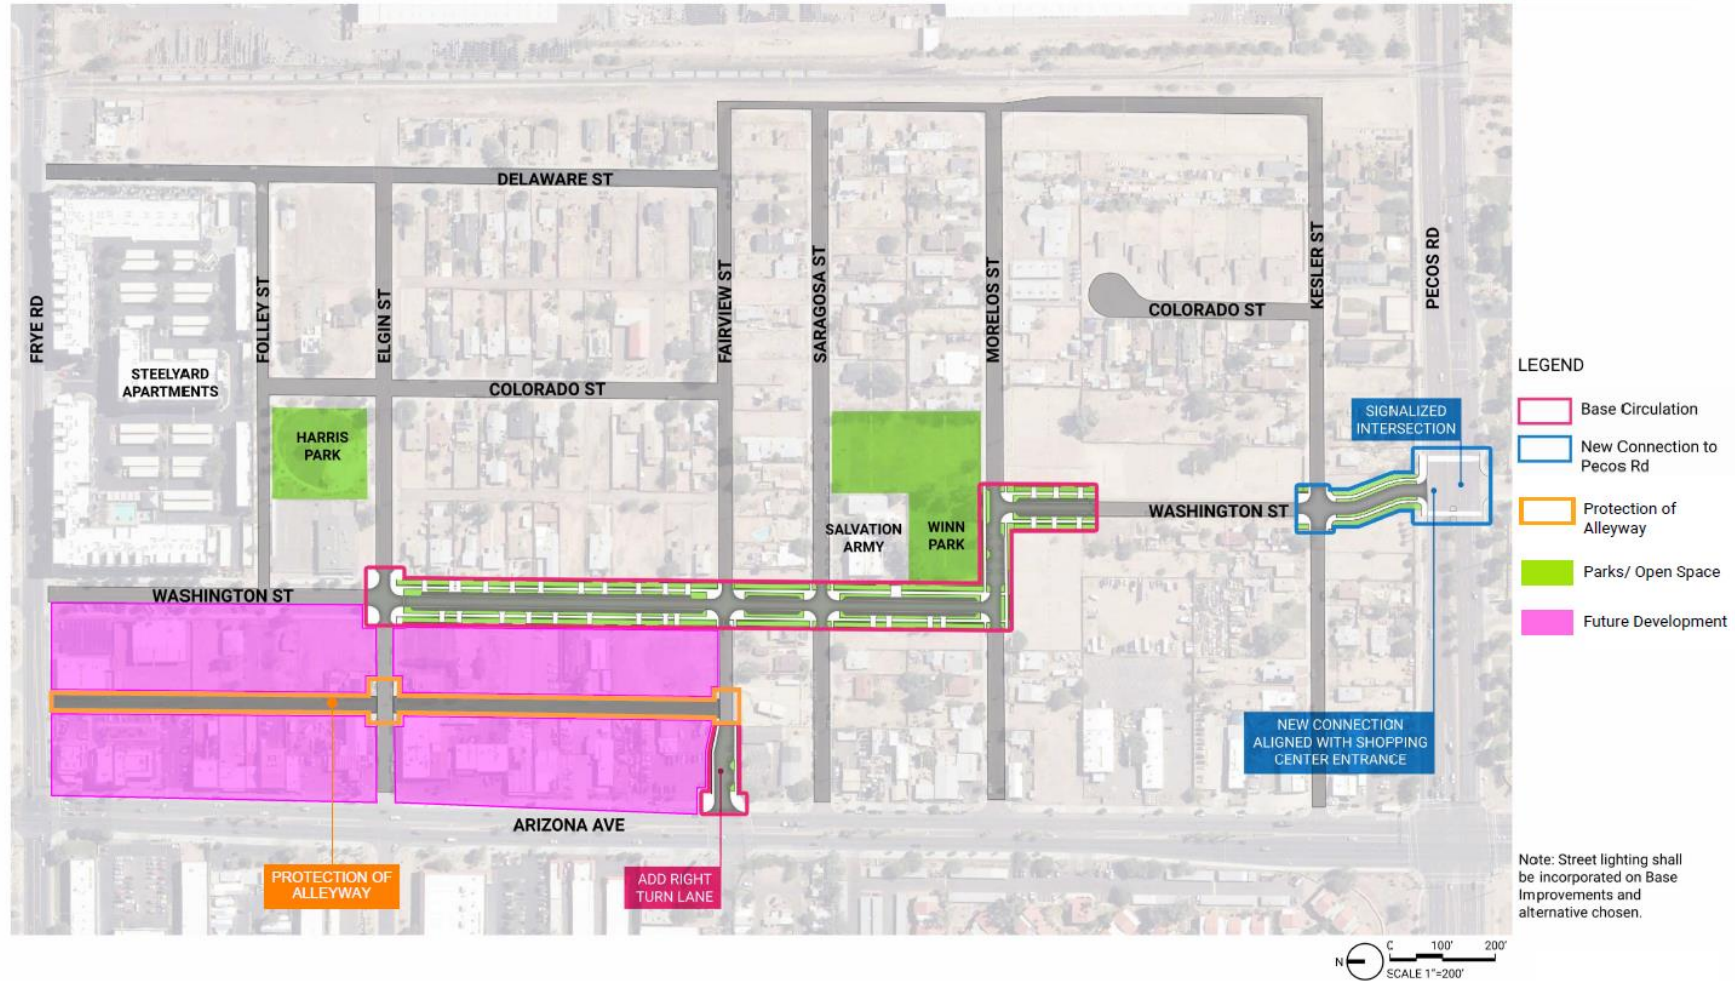 DELAWARE ST
FRYE RD
FOLLEY ST
ELGIN ST
FAIRVIEW ST
SARAGOSA ST
MORELOS ST
KESLER ST
PECOS RD
COLORADO ST
STEELYARD
APARTMENTS
COLORADO ST
HARRIS
PARK
SALVATION
ARMY
WINN
PARK
WASHINGTON ST
SIGNALIZED
INTERSECTION
WASHINGTON ST
NEW CONNECTION
ALIGNED WITH SHOPPING
CENTER ENTRANCE
ARIZONA AVE
PROTECTION OF
ALLEYWAY
ADD RIGHT
TURN LANE
LEGEND
Base Circulation
New Connection to
Pecos Rd
Protection of
Alleyway
Parks/ Open Space
Future Development
Note: Street lighting shall
be incorporated on Base
Improvements and
alternative chosen.
N
100' 200'
SCALE 1"=200'